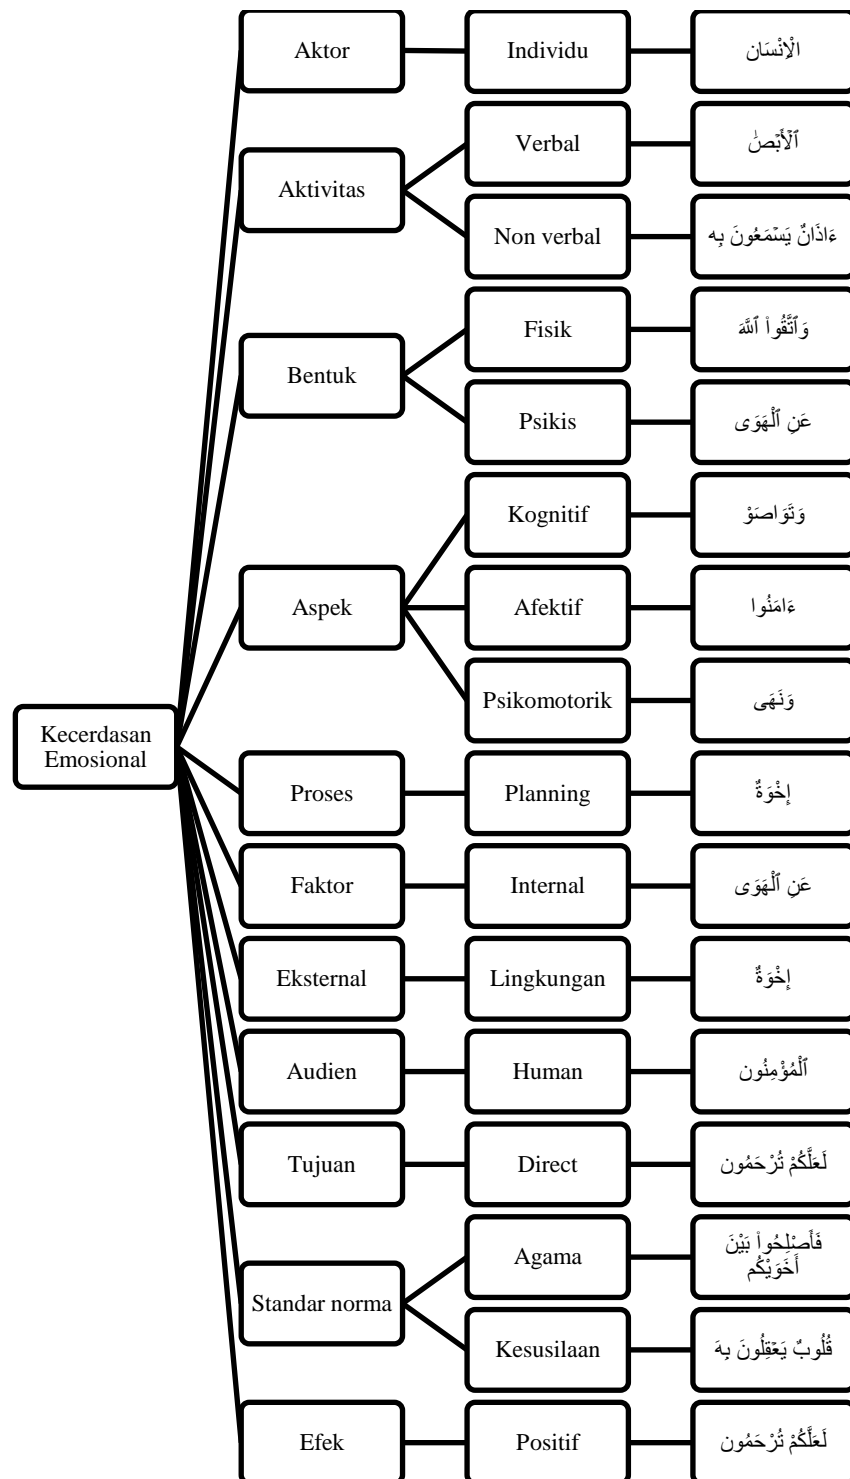 Aktor
Individu
الْاِنْسَان
Aktivitas
Verbal
ٱلْأَبْصَٰ
Non verbal
ءَاذَانٌ يَسْمَعُونَ بِه
Bentuk
Fisik
وَٱتَّقُوا۟ ٱللَّهَ
Psikis
عَنِ ٱلْهَوَى
Aspek
Kognitif
وَتَوَاصَوْ
Afektif
ءَامَنُوا
Psikomotorik
وَنَهَى
Kecerdasan
Emosional
Proses
Planning
إِخْوَةٌ
Faktor
Internal
عَنِ ٱلْهَوَى
Eksternal
Lingkungan
إِخْوَةٌ
Audien
Human
ٱلْمُؤْمِنُون
Tujuan
Direct
لَعَلَّكُمْ تُرْحَمُون
Standar norma
Agama
فَأَصْلِحُوا۟ بَيْنَ
أَخَوَيْكُم
Kesusilaan
قُلُوبٌ يَعْقِلُونَ بِهَ
Efek
Positif
لَعَلَّكُمْ تُرْحَمُون